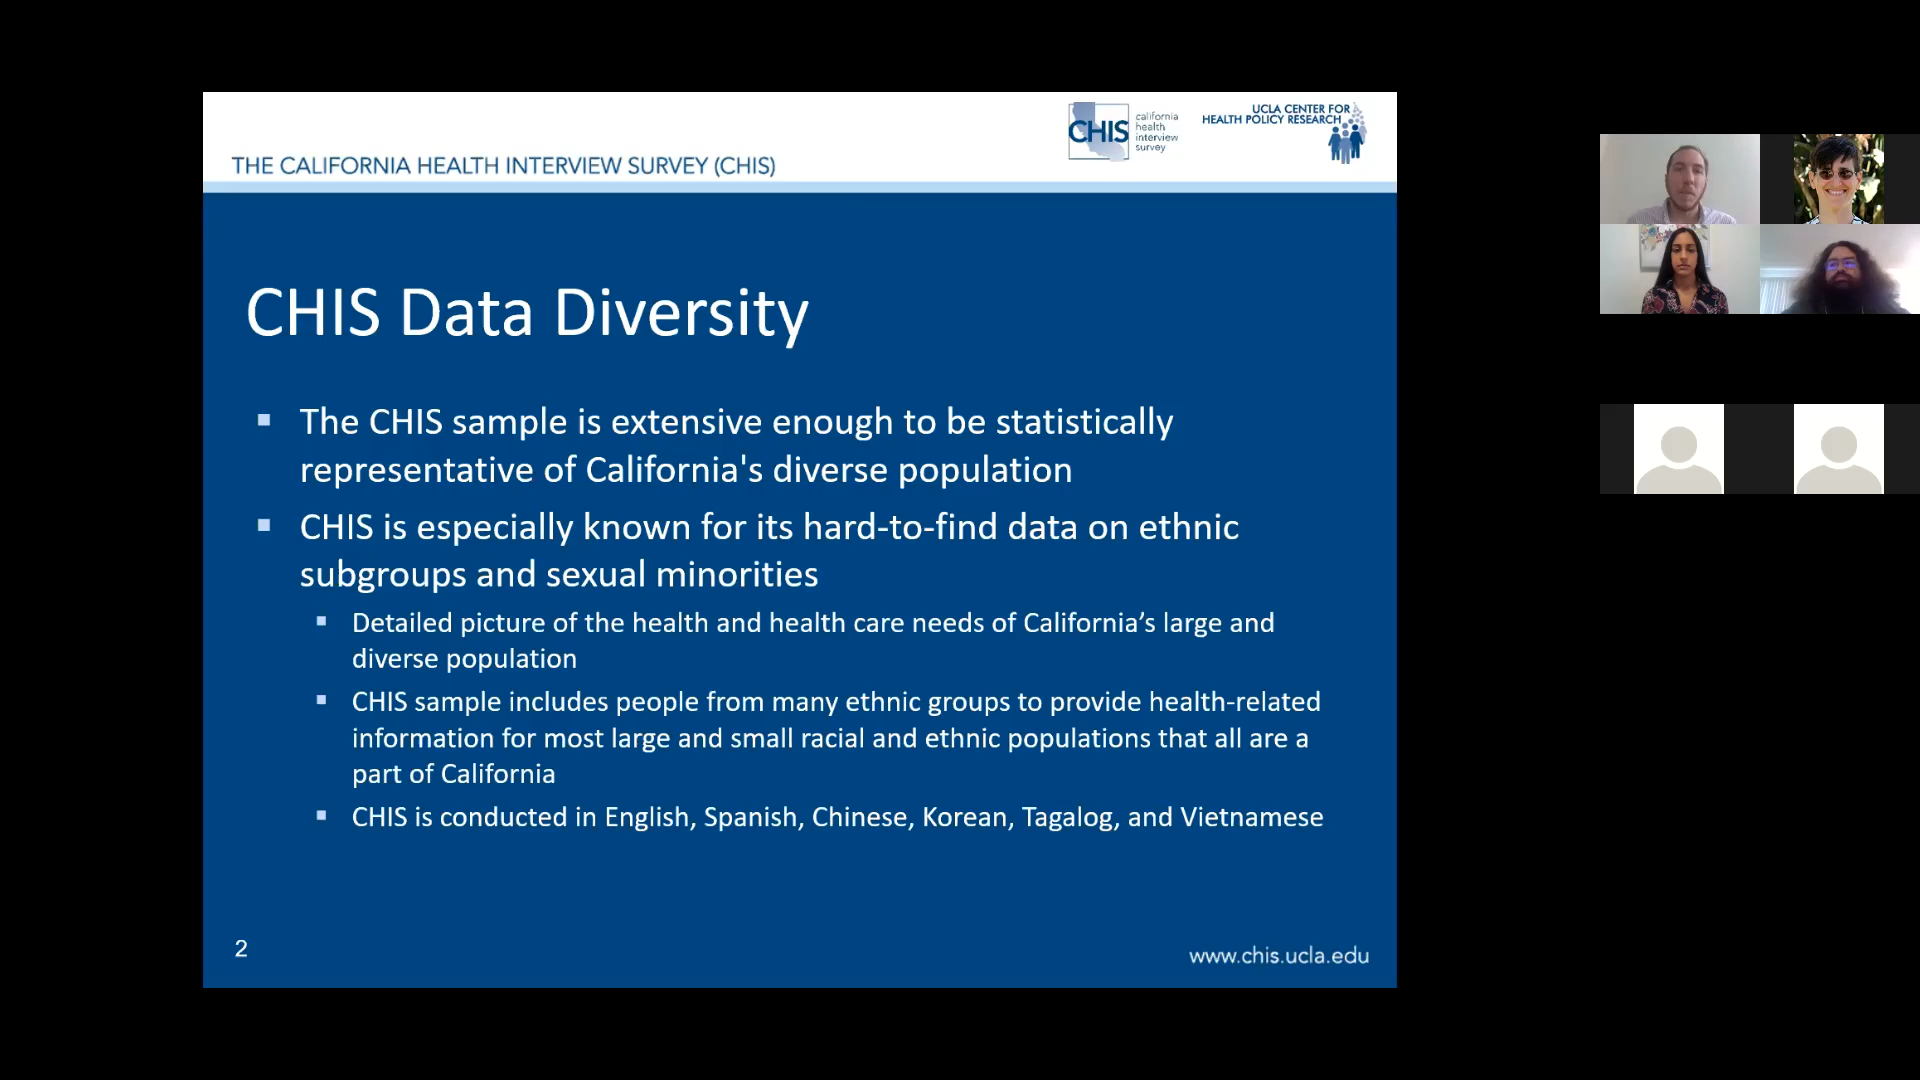 THE CALIFORNIA HEALTH INTERVIEW SURVEY (CHIS)
CHIS
california
health
interview
survey
UCLA CENTER FOR
HEALTH POLICY RESEARCH
CHIS Data Diversity
▪ The CHIS sample is extensive enough to be statistically
representative of California's diverse population
▪ CHIS is especially known for its hard-to-find data on ethnic
subgroups and sexual minorities
▪ Detailed picture of the health and health care needs of California’s large and
diverse population
▪ CHIS sample includes people from many ethnic groups to provide health-related
information for most large and small racial and ethnic populations that all are a
part of California
▪ CHIS is conducted in English, Spanish, Chinese, Korean, Tagalog, and Vietnamese
2
www.chis.ucla.edu